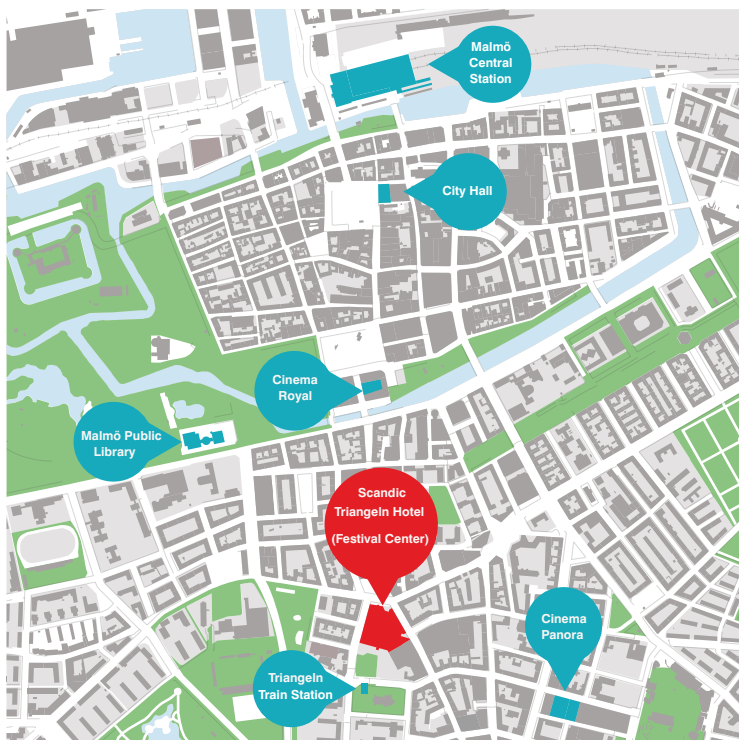 Malmö
Central
Station
City Hall
Cinema
Royal
Malmö Public
Library
Scandic
Triangeln Hotel
(Festival Center)
Cinema
Panora
Triangeln
Train Station